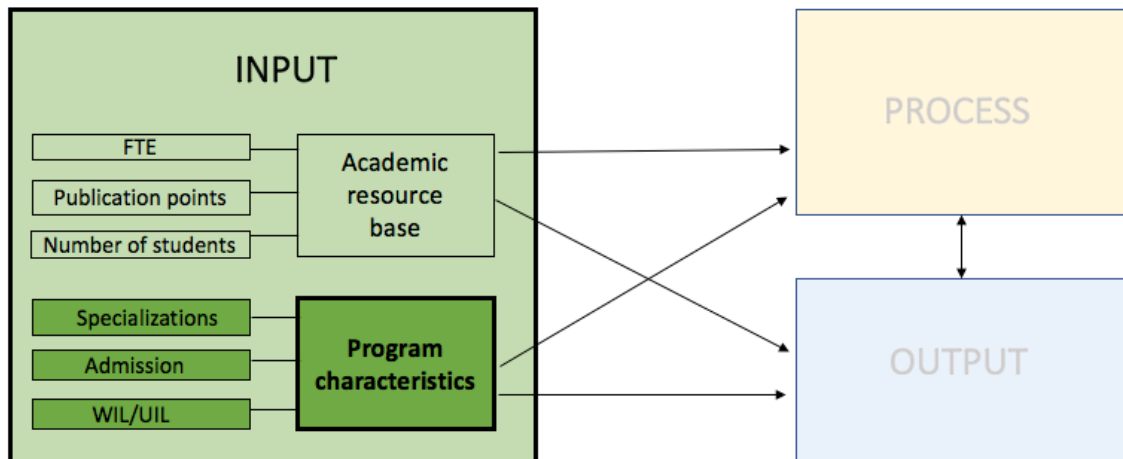 INPUT
FTE
Publication points
Number of students
Academic
resource
base
Specializations
Admission
WIL/UIL
Program
characteristics
PROCESS
OUTPUT